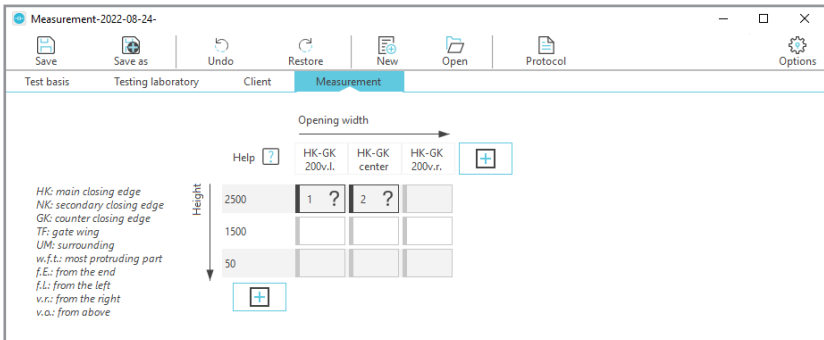 Measurement-2022-08-24-
Save Save as Undo Restore New Open Protocol Options
Test basis Testing laboratory Client Measurement
Opening width
Help ? HK-GK 200v.l. HK-GK center HK-GK 200v.r.
HK: main closing edge
NK: secondary closing edge
GK: counter closing edge
TF: gate wing
UM: surrounding
w.f.t.: most protruding part
f.E.: from the end
f.l.: from the left
v.r.: from the right
v.o.: from above
Height
2500 1 ? 2 ?
1500
50